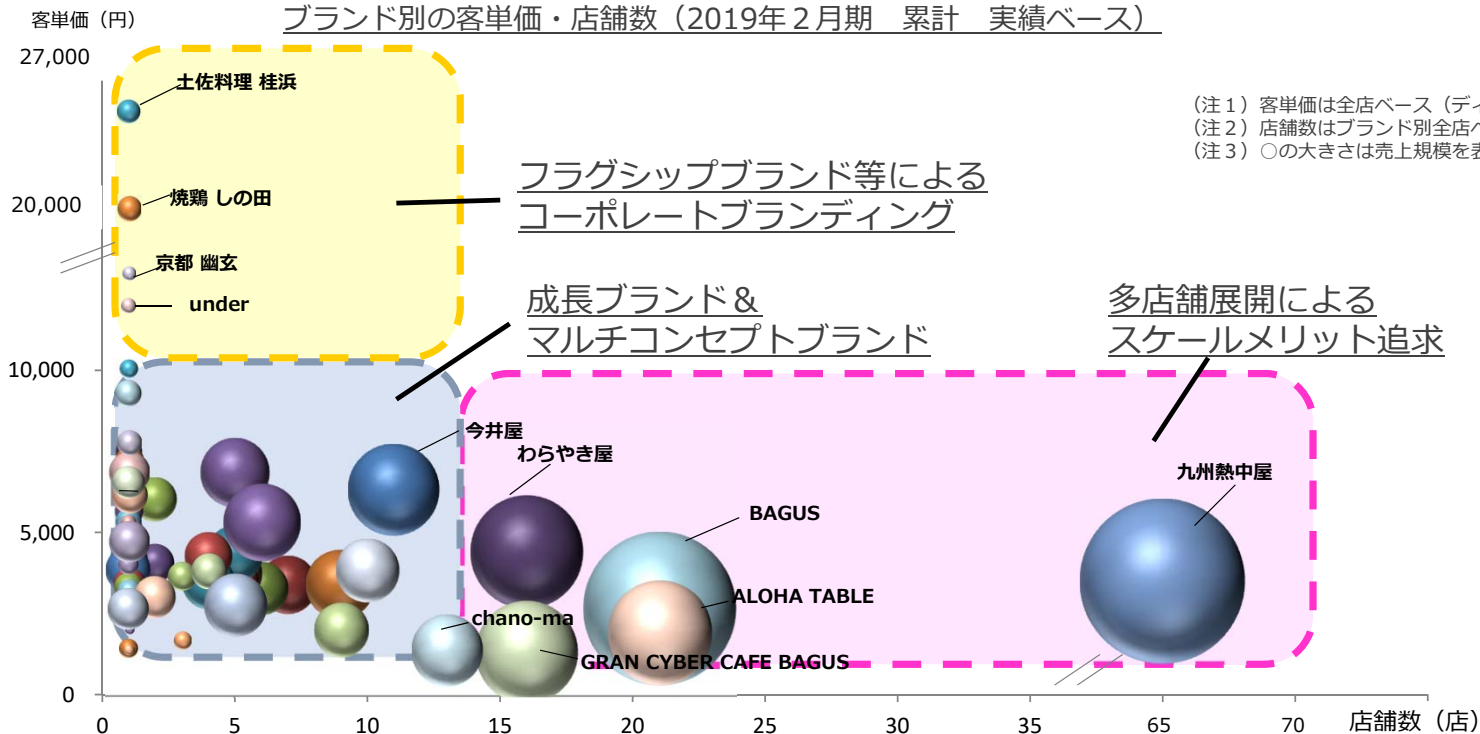 ブランド別の客単価・店舗数（2019年２月期　累計　実績ベース）
客単価（円）
27,000
土佐料理 桂浜
（注１）客単価は全店ベース（ディ
（注２）店舗数はブランド別全店ベ
（注３）○の大きさは売上規模を表
フラグシップブランド等による
コーポレートブランディング
20,000
焼鶏 しの田
京都 幽玄
under
成長ブランド＆
マルチコンセプトブランド
多店舗展開による
スケールメリット追求
10,000
今井屋
わらやき屋
九州熱中屋
BAGUS
5,000
ALOHA TABLE
chano-ma
GRAN CYBER CAFE BAGUS
0
0 5 10 15 20 25 30 35 65 70 店舗数（店）